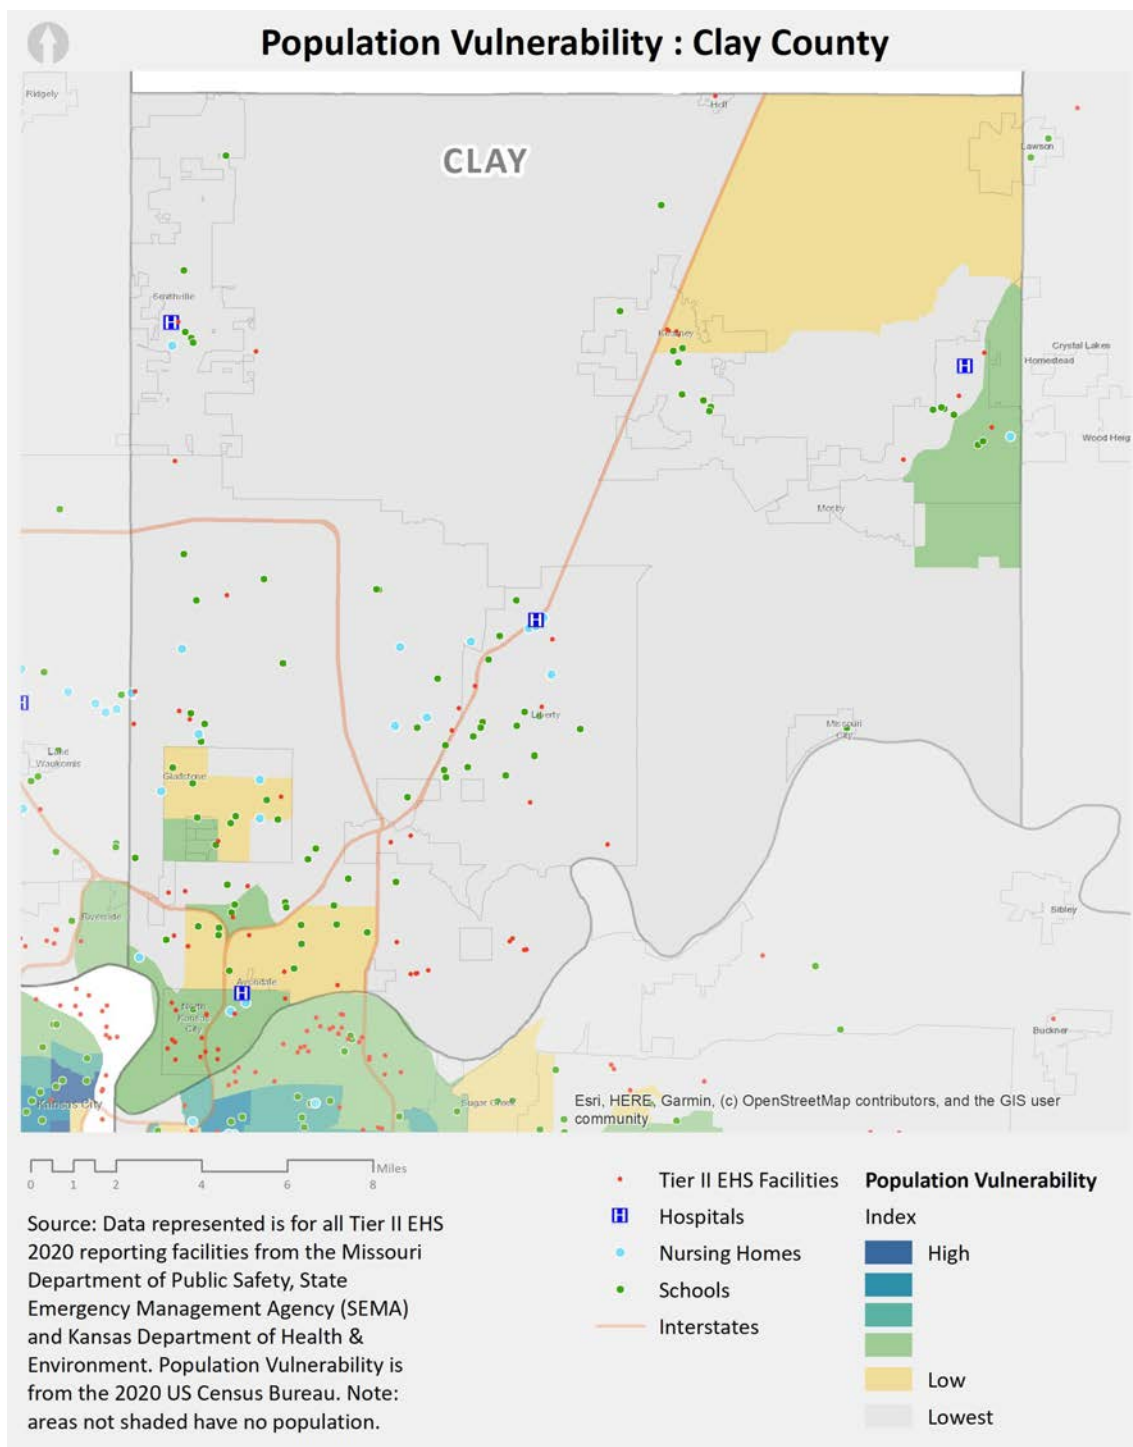 Population Vulnerability : Clay County
Ridgely
Holt
CLAY
Lawson
Smithville
Kearney
Crystal Lakes
Homestead
Wood Heig
Mosby
Liberty
Missouri
City
Lake
Waukomis
Gladstone
Riverside
Sibley
Avondale
North
Kansas
City
Buckner
Kansas City
Sugar Creek
Esri, HERE, Garmin, (c) OpenStreetMap contributors, and the GIS user
community
0 1 2 4 6 8 Miles
Source: Data represented is for all Tier II EHS
2020 reporting facilities from the Missouri
Department of Public Safety, State
Emergency Management Agency (SEMA)
and Kansas Department of Health &
Environment. Population Vulnerability is
from the 2020 US Census Bureau. Note:
areas not shaded have no population.
Tier II EHS Facilities
H Hospitals
Nursing Homes
Schools
Interstates
Population Vulnerability
Index
High
Low
Lowest